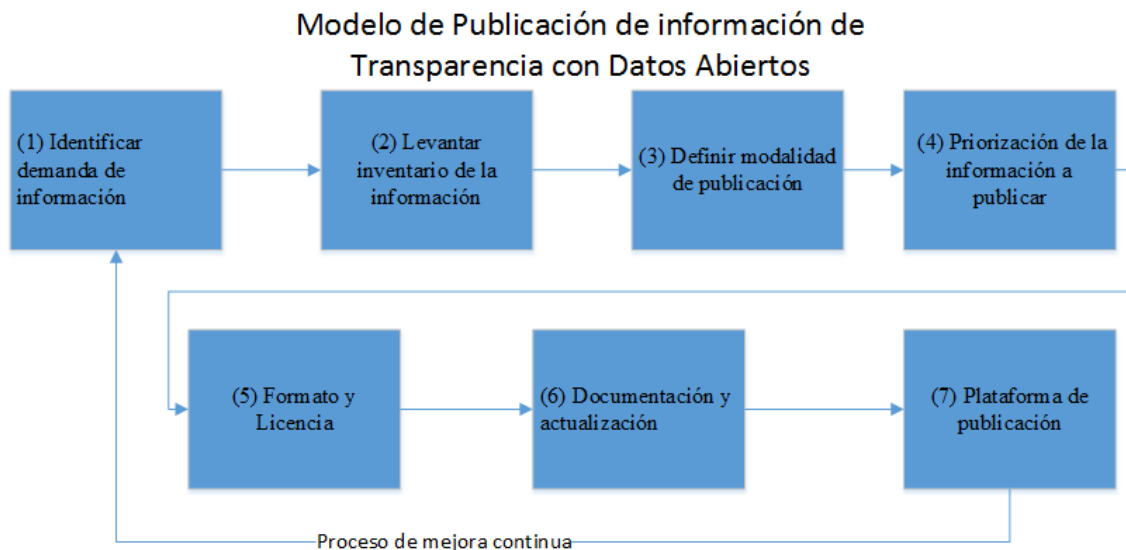 Modelo de Publicación de información de
Transparencia con Datos Abiertos
(1) Identificar
demanda de
información
(2) Levantar
inventario de la
información
(3) Definir modalidad
de publicación
(4) Priorización de la
información a
publicar
(5) Formato y
Licencia
(6) Documentación y
actualización
(7) Plataforma de
publicación
Proceso de mejora continua